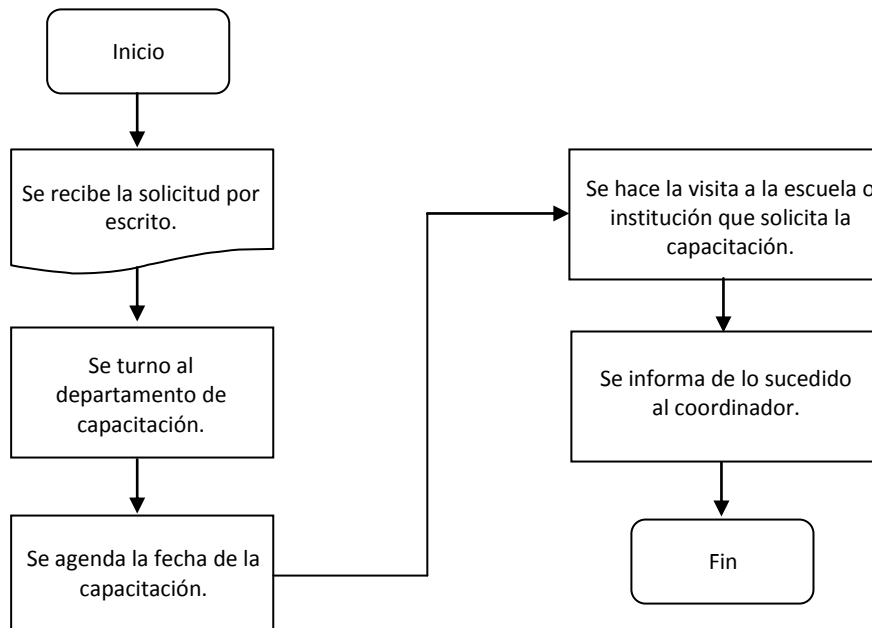 Inicio
Se recibe la solicitud por
escrito.
Se turno al
departamento de
capacitación.
Se agenda la fecha de la
capacitación.
Se hace la visita a la escuela o
institución que solicita la
capacitación.
Se informa de lo sucedido
al coordinador.
Fin